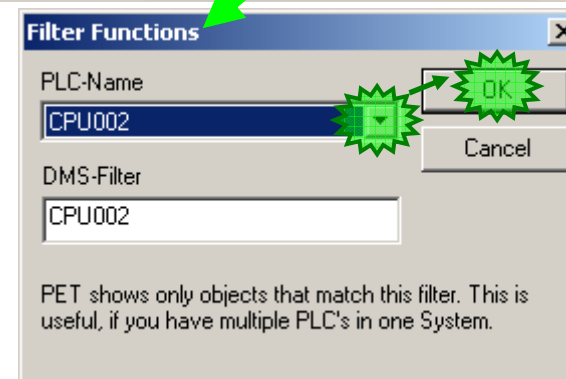 Filter Functions
PLC-Name
OK
CPU002
Cancel
DMS-Filter
CPU002
PET shows only objects that match this filter. This is
useful, if you have multiple PLC's in one System.